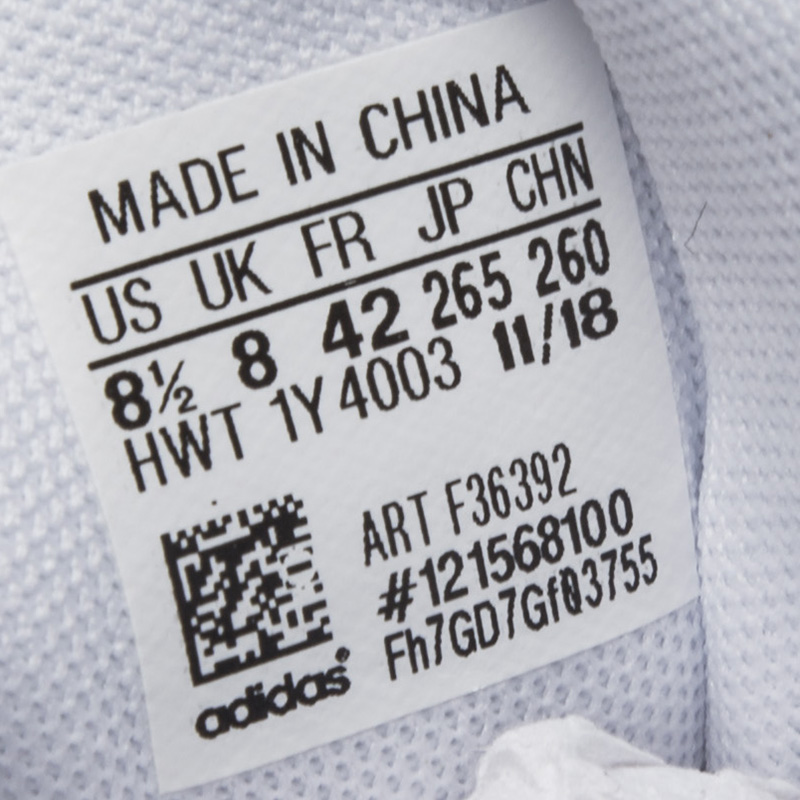 MADE IN CHINA
US UK FR JP CHN
8½ 8 42 265 260
HWT 1Y4003 11/18
ART F36392
#121568100
Fh7GD7Gf03755
adidas